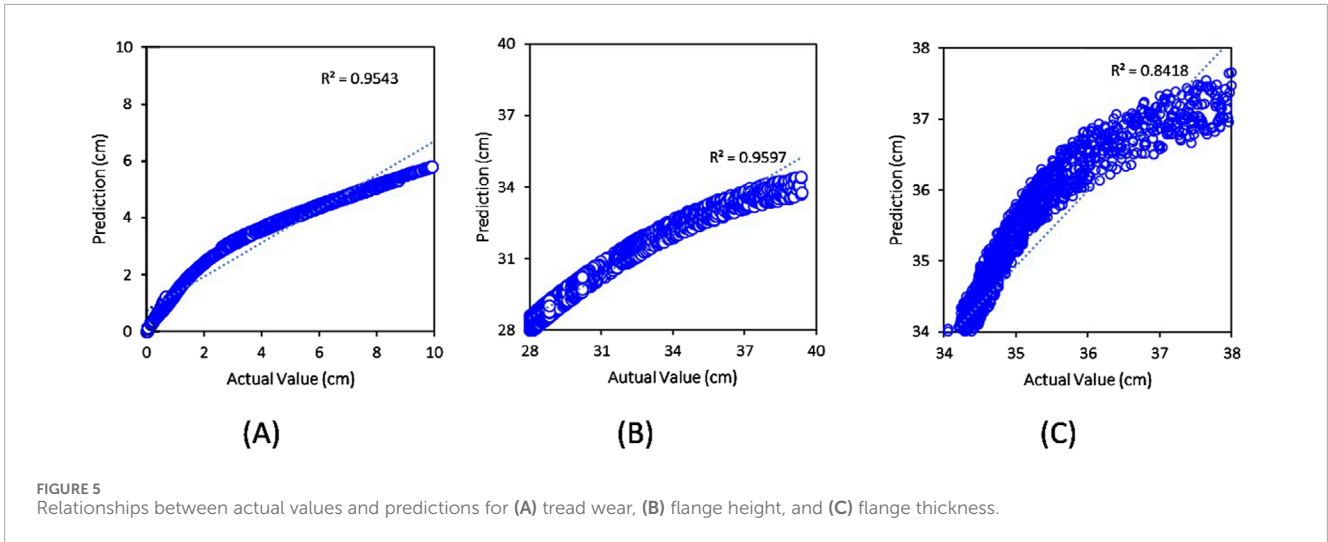 10
8
6
4
2
0
0
2
4
6
8
10
R² = 0.9543
Prediction (cm)
Actual Value (cm)
(A)
40
37
34
31
28
28
31
34
37
40
R² = 0.9597
Prediction (cm)
Autual Value (cm)
(B)
38
37
36
35
34
34
35
36
37
38
R² = 0.8418
Prediction (cm)
Actual Value (cm)
(C)
FIGURE 5
Relationships between actual values and predictions for (A) tread wear, (B) flange height, and (C) flange thickness.